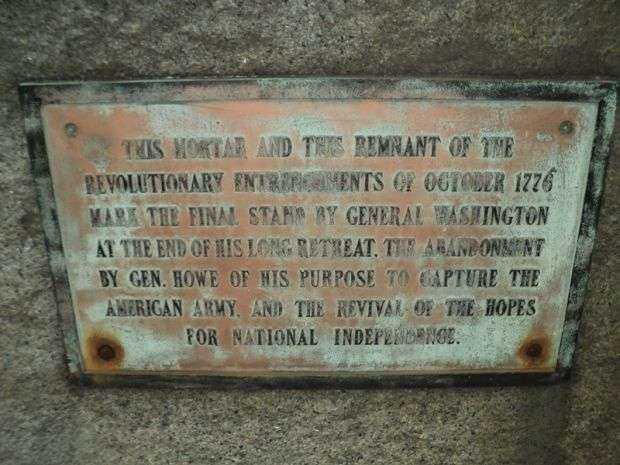 THIS MORTAR AND THIS REMNANT OF THE
REVOLUTIONARY ENTRENCHMENTS OF OCTOBER 1776
MARK THE FINAL STAND BY GENERAL WASHINGTON
AT THE END OF HIS LONG RETREAT. THE ABANDONMENT
BY GEN. HOWE OF HIS PURPOSE TO CAPTURE THE
AMERICAN ARMY, AND THE REVIVAL OF THE HOPES
FOR NATIONAL INDEPENDENCE.